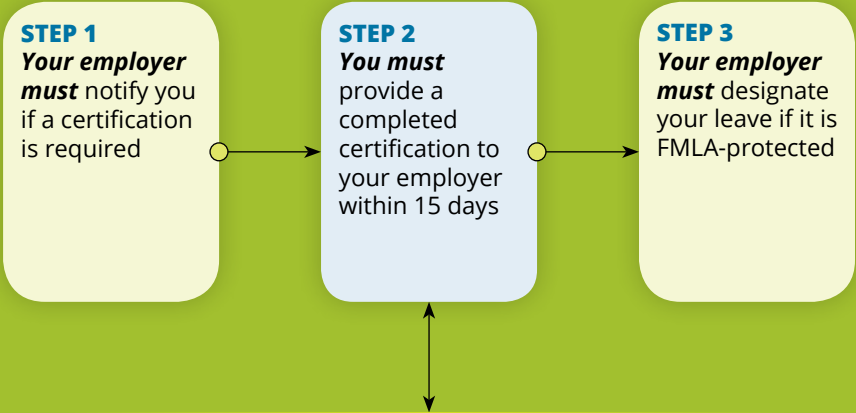 STEP 1
Your employer
must notify you
if a certification
is required
STEP 2
You must
provide a
completed
certification to
your employer
within 15 days
STEP 3
Your employer
must designate
your leave if it is
FMLA-protected